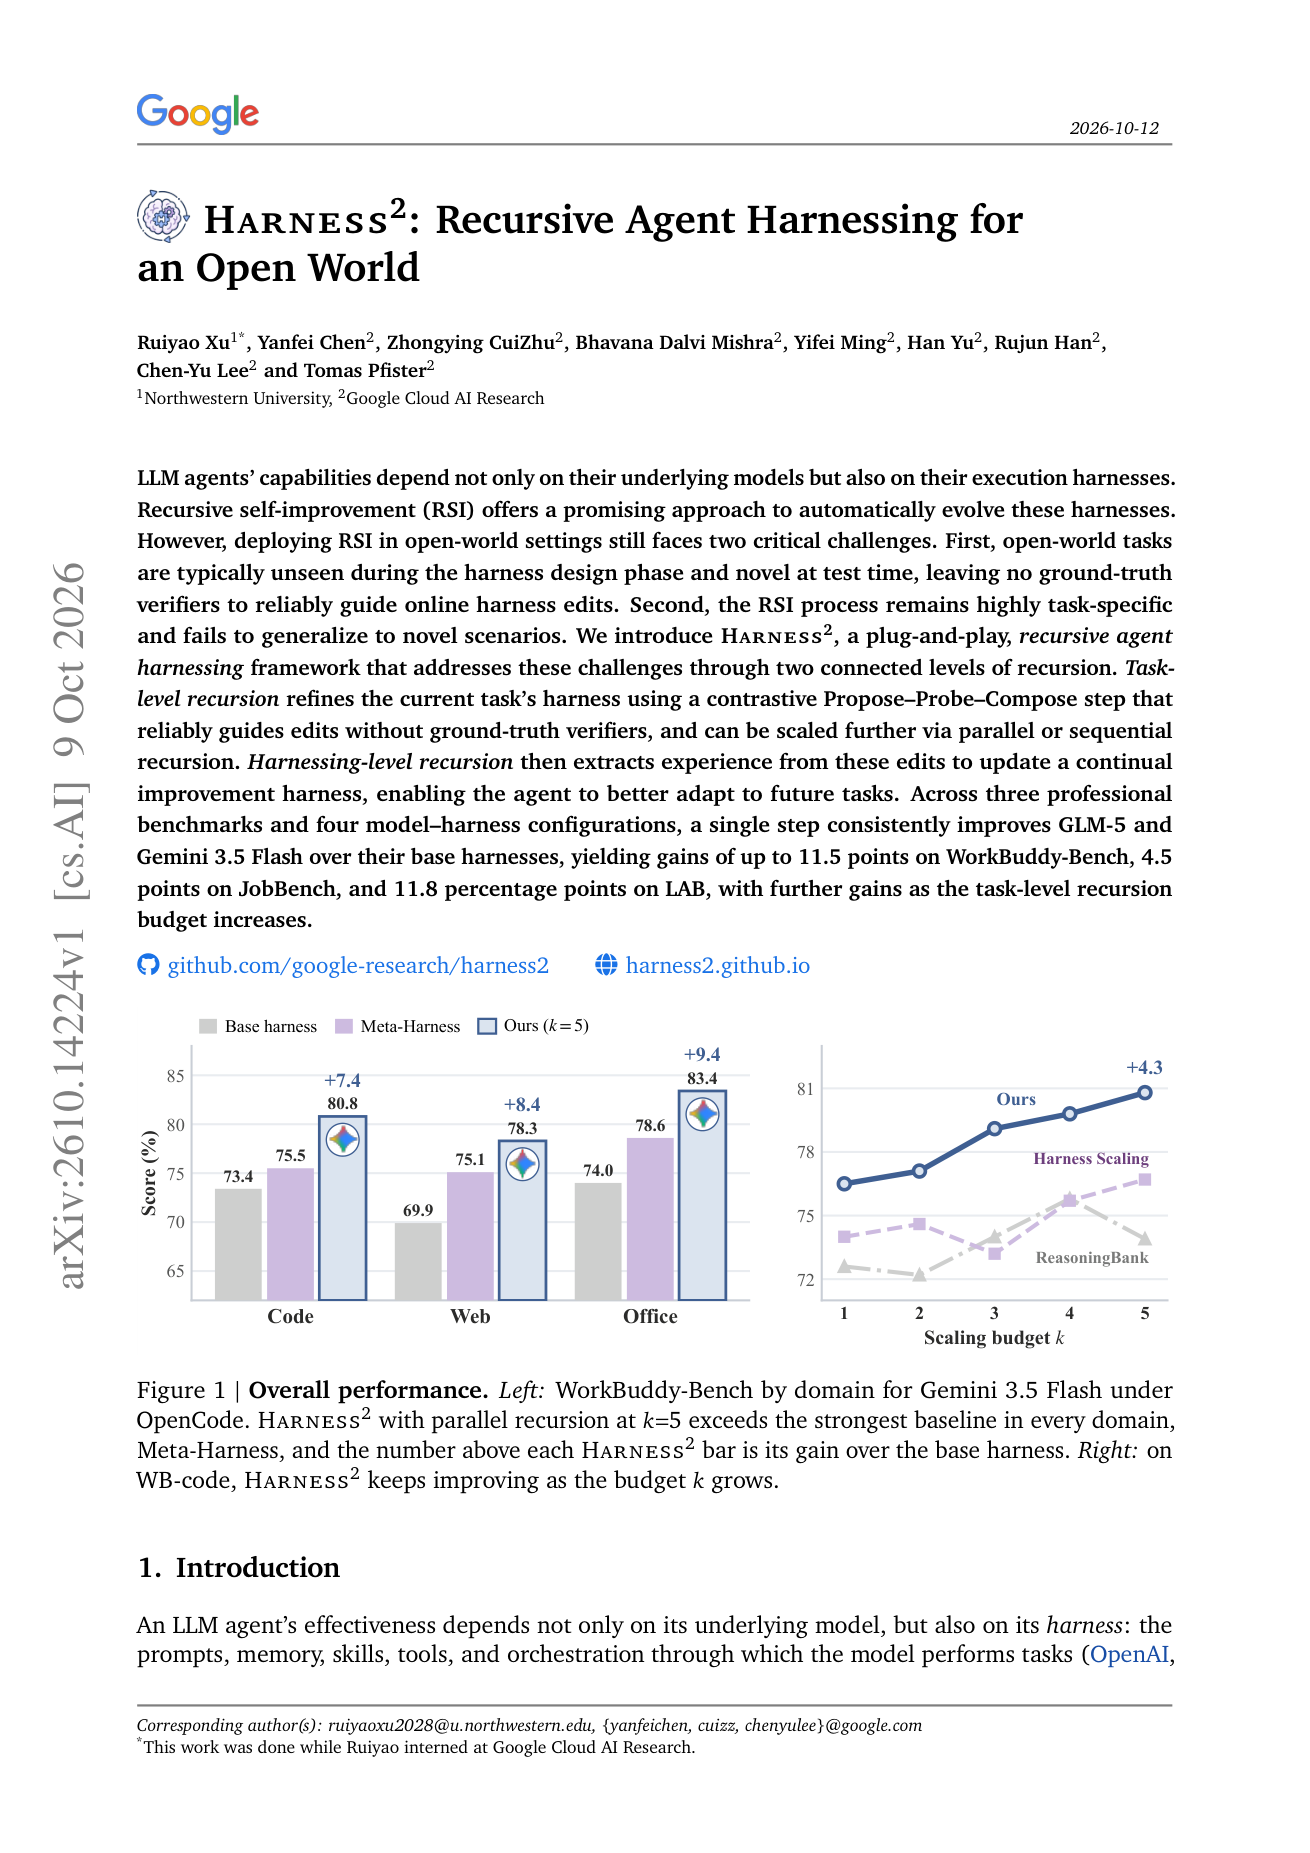 Google
2026-10-12
HARNESS²: Recursive Agent Harnessing for
an Open World
Ruiyao Xu¹*, Yanfei Chen², Zhongying CuiZhu², Bhavana Dalvi Mishra², Yifei Ming², Han Yu², Rujun Han²,
Chen-Yu Lee² and Tomas Pfister²
¹Northwestern University, ²Google Cloud AI Research
LLM agents’ capabilities depend not only on their underlying models but also on their execution harnesses.
Recursive self-improvement (RSI) offers a promising approach to automatically evolve these harnesses.
However, deploying RSI in open-world settings still faces two critical challenges. First, open-world tasks
are typically unseen during the harness design phase and novel at test time, leaving no ground-truth
verifiers to reliably guide online harness edits. Second, the RSI process remains highly task-specific
and fails to generalize to novel scenarios. We introduce HARNESS², a plug-and-play, recursive agent
harnessing framework that addresses these challenges through two connected levels of recursion. Task-
level recursion refines the current task’s harness using a contrastive Propose–Probe–Compose step that
reliably guides edits without ground-truth verifiers, and can be scaled further via parallel or sequential
recursion. Harnessing-level recursion then extracts experience from these edits to update a continual
improvement harness, enabling the agent to better adapt to future tasks. Across three professional
benchmarks and four model–harness configurations, a single step consistently improves GLM-5 and
Gemini 3.5 Flash over their base harnesses, yielding gains of up to 11.5 points on WorkBuddy-Bench, 4.5
points on JobBench, and 11.8 percentage points on LAB, with further gains as the task-level recursion
budget increases.
github.com/google-research/harness2 harness2.github.io
Base harness Meta-Harness Ours (k = 5)
Score (%)
85
80
75
70
65
73.4 75.5 +7.4 80.8
69.9 75.1 +8.4 78.3
74.0 78.6 +9.4 83.4
Code Web Office
81
78
75
72
+4.3
Ours
Harness Scaling
ReasoningBank
1 2 3 4 5
Scaling budget k
Figure 1 | Overall performance. Left: WorkBuddy-Bench by domain for Gemini 3.5 Flash under
OpenCode. HARNESS² with parallel recursion at k=5 exceeds the strongest baseline in every domain,
Meta-Harness, and the number above each HARNESS² bar is its gain over the base harness. Right: on
WB-code, HARNESS² keeps improving as the budget k grows.
1. Introduction
An LLM agent’s effectiveness depends not only on its underlying model, but also on its harness: the
prompts, memory, skills, tools, and orchestration through which the model performs tasks (OpenAI,
Corresponding author(s): ruiyaoxu2028@u.northwestern.edu, {yanfeichen, cuizz, chenyulee}@google.com
*This work was done while Ruiyao interned at Google Cloud AI Research.
arXiv:2610.14224v1 [cs.AI] 9 Oct 2026